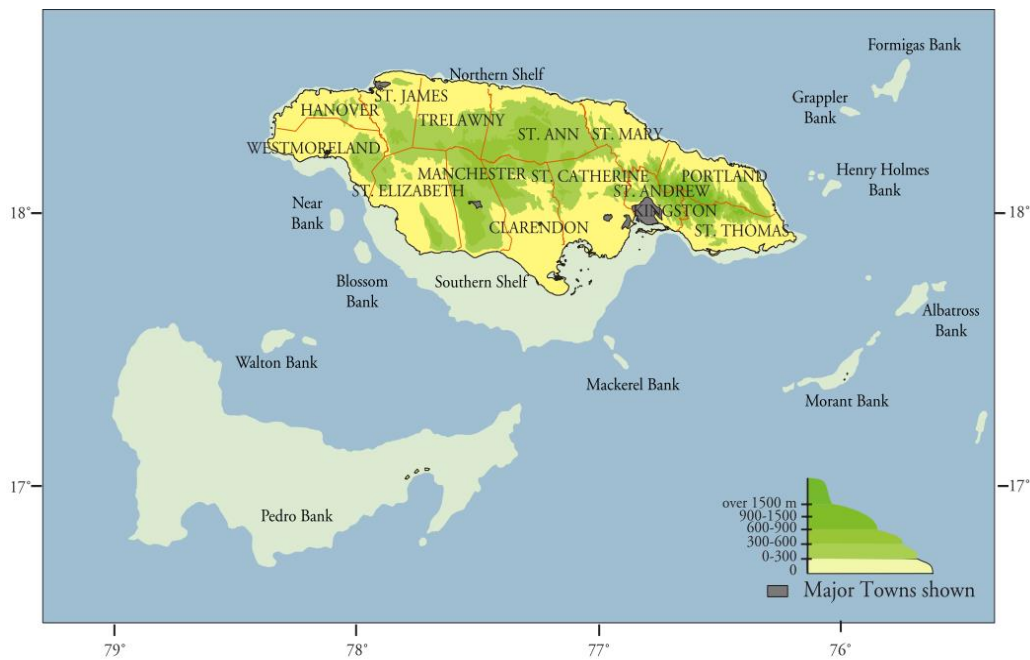 Formigas Bank
Northern Shelf
Grappler
Bank
ST. JAMES
HANOVER
TRELAWNY
ST. ANN
ST. MARY
WESTMORELAND
Henry Holmes
Bank
MANCHESTER
ST. CATHERINE
PORTLAND
ST. ELIZABETH
ST. ANDREW
Near
Bank
18°
KINGSTON
18°
CLARENDON
ST. THOMAS
Blossom
Bank
Southern Shelf
Albatross
Bank
Walton Bank
Mackerel Bank
Morant Bank
17°
17°
Pedro Bank
over 1500 m
900-1500
600-900
300-600
0-300
0
Major Towns shown
79°
78°
77°
76°